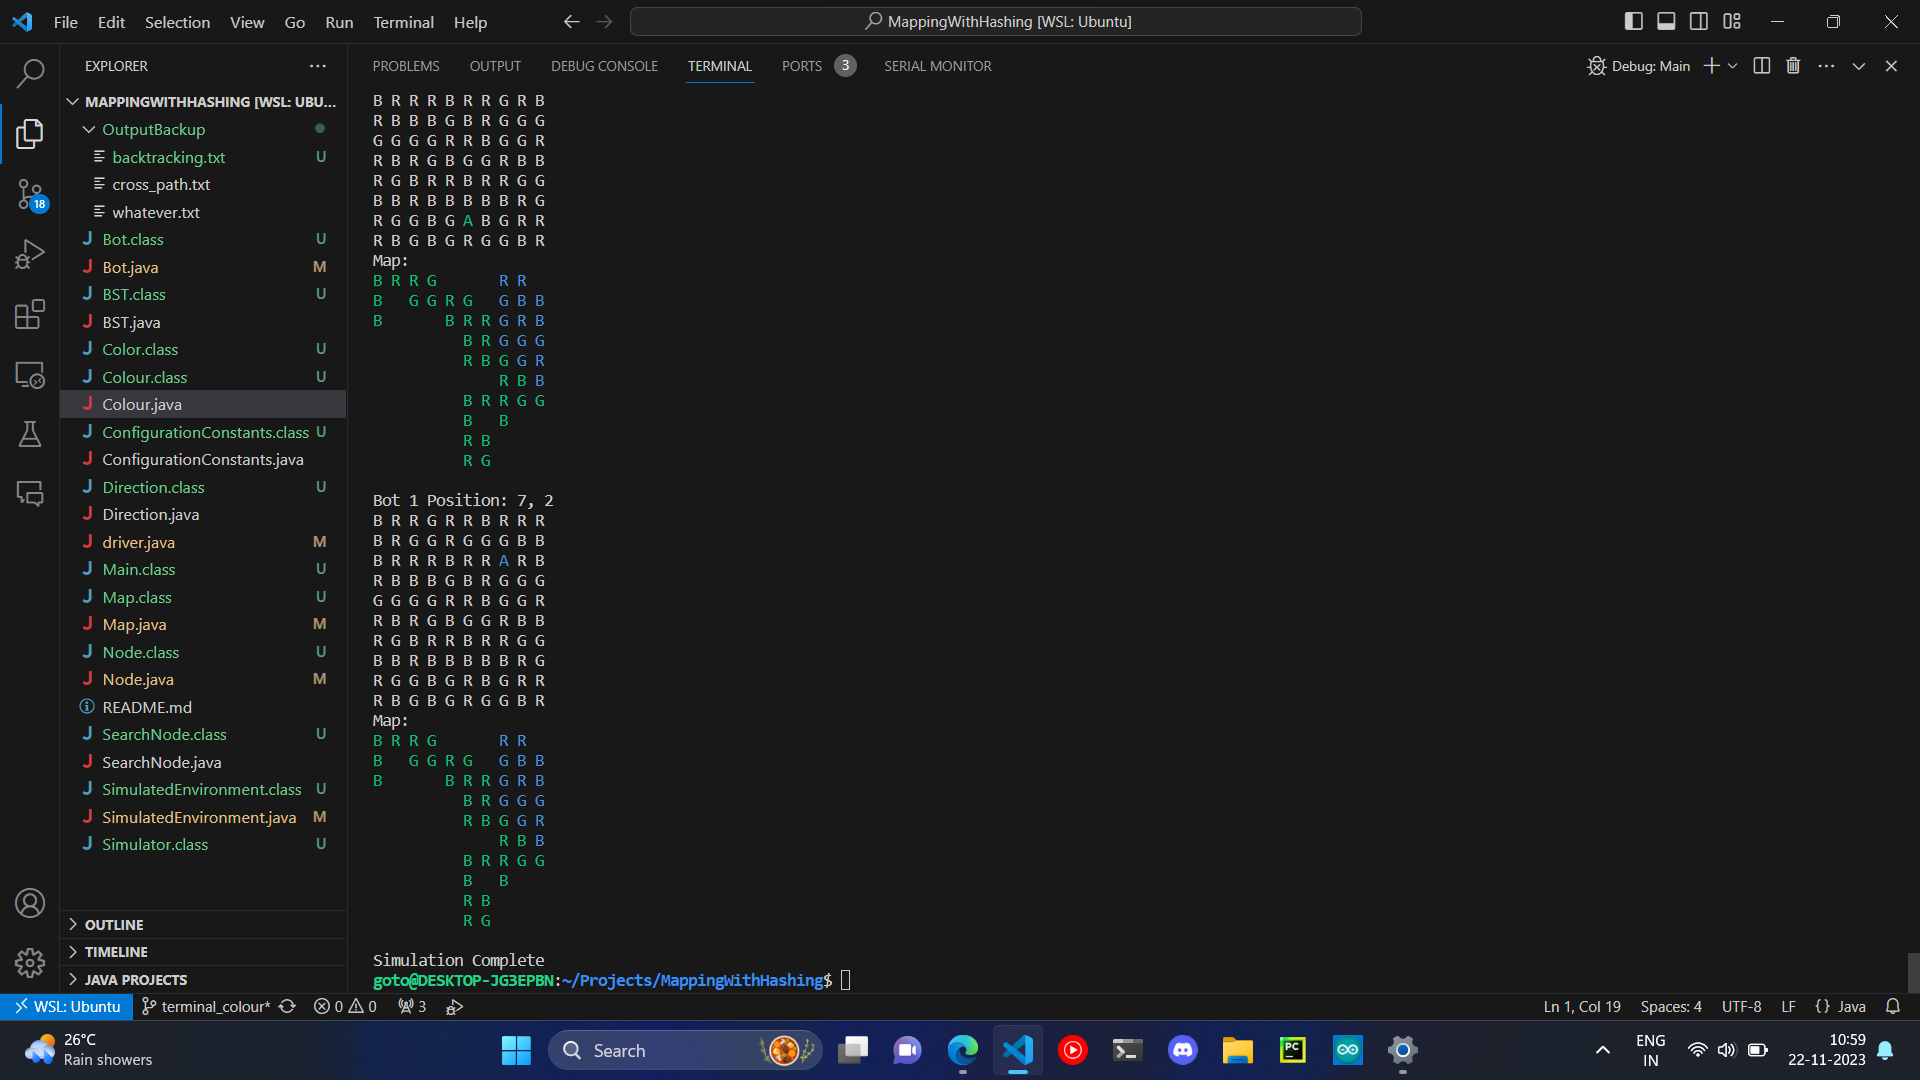 File Edit Selection View Go Run Terminal Help
MappingWithHashing [WSL: Ubuntu]
EXPLORER
MAPPINGWITHHASHING [WSL: UBU...
OutputBackup
backtracking.txt U
cross_path.txt
whatever.txt
Bot.class U
Bot.java M
BST.class U
BST.java
Color.class U
Colour.class U
Colour.java
ConfigurationConstants.class U
ConfigurationConstants.java
Direction.class U
Direction.java
driver.java M
Main.class U
Map.class U
Map.java M
Node.class U
Node.java M
README.md
SearchNode.class U
SearchNode.java
SimulatedEnvironment.class U
SimulatedEnvironment.java M
Simulator.class U
OUTLINE
TIMELINE
JAVA PROJECTS
18
PROBLEMS OUTPUT DEBUG CONSOLE TERMINAL PORTS 3 SERIAL MONITOR
Debug: Main
B R R R B R R G R B
R B B B G B R G G G
G G G G R R B G G R
R B R G B G G R B B
R G B R R B R R G G
B B R B B B B B R G
R G G B G A B G R R
R B G B G R G G B R
Map:
B R R G R R
B G G R G G B B
B B R R G R B
B R G G G
R B G G R
R B B
B R R G G
B B
R B
R G
Bot 1 Position: 7, 2
B R R G R R B R R R
B R G G R G G G B B
B R R R B R R A R B
R B B B G B R G G G
G G G G R R B G G R
R B R G B G G R B B
R G B R R B R R G G
B B R B B B B B R G
R G G B G R B G R R
R B G B G R G G B R
Map:
B R R G R R
B G G R G G B B
B B R R G R B
B R G G G
R B G G R
R B B
B R R G G
B B
R B
R G
Simulation Complete
goto@DESKTOP-JG3EPBN:~/Projects/MappingWithHashing$
WSL: Ubuntu terminal_colour* 0 0 3
Ln 1, Col 19 Spaces: 4 UTF-8 LF {} Java
26°C
Rain showers
Search
PC
ENG
IN
10:59
22-11-2023